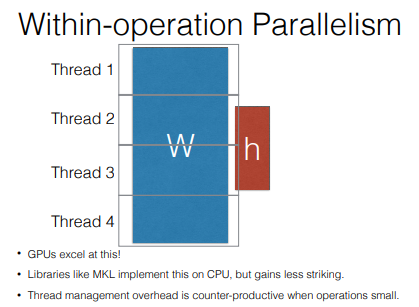 Within-operation Parallelism
Thread 1
Thread 2
W
h
Thread 3
Thread 4
• GPUs excel at this!
• Libraries like MKL implement this on CPU, but gains less striking.
• Thread management overhead is counter-productive when operations small.